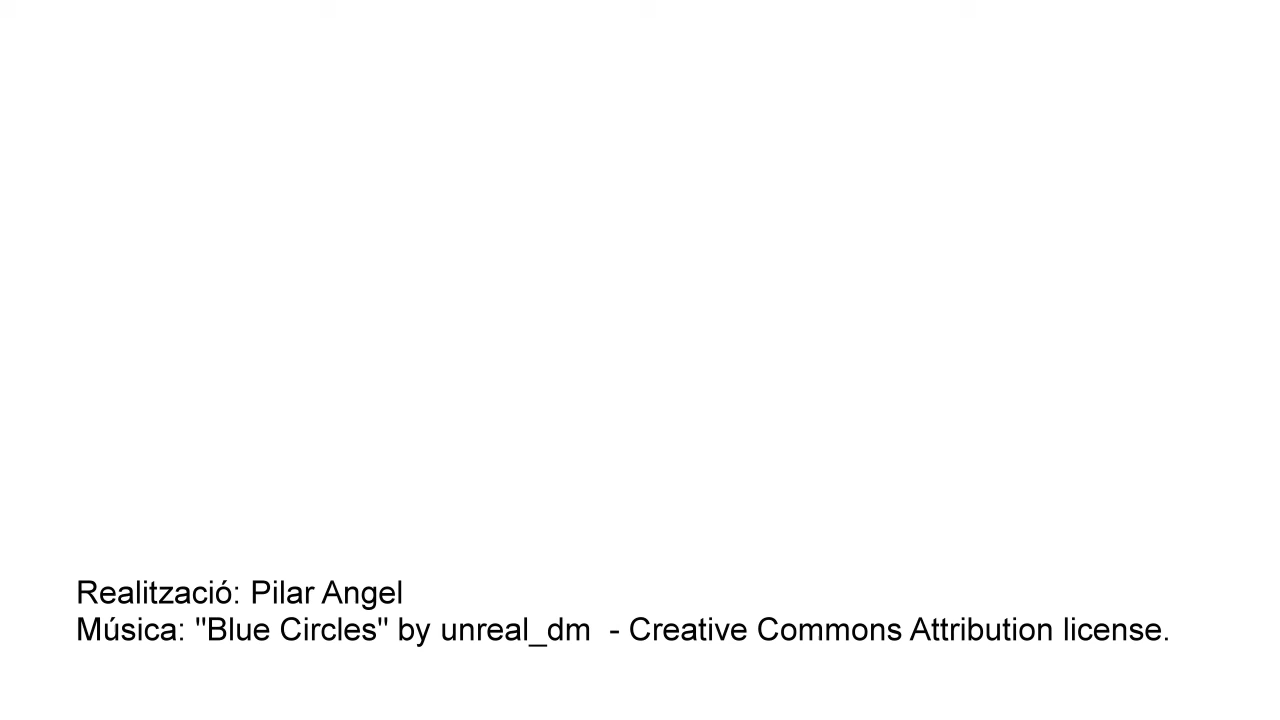 Realització: Pilar Angel
Música: "Blue Circles" by unreal_dm  - Creative Commons Attribution license.